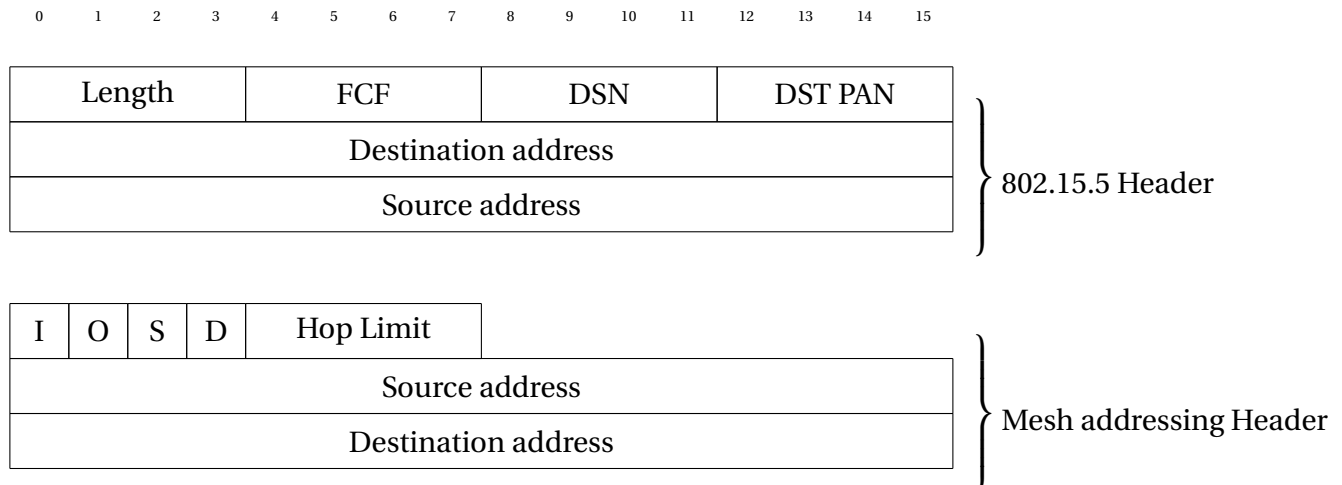 0 1 2 3 4 5 6 7 8 9 10 11 12 13 14 15
Length FCF DSN DST PAN
Destination address
Source address
802.15.5 Header
I O S D Hop Limit
Source address
Destination address
Mesh addressing Header